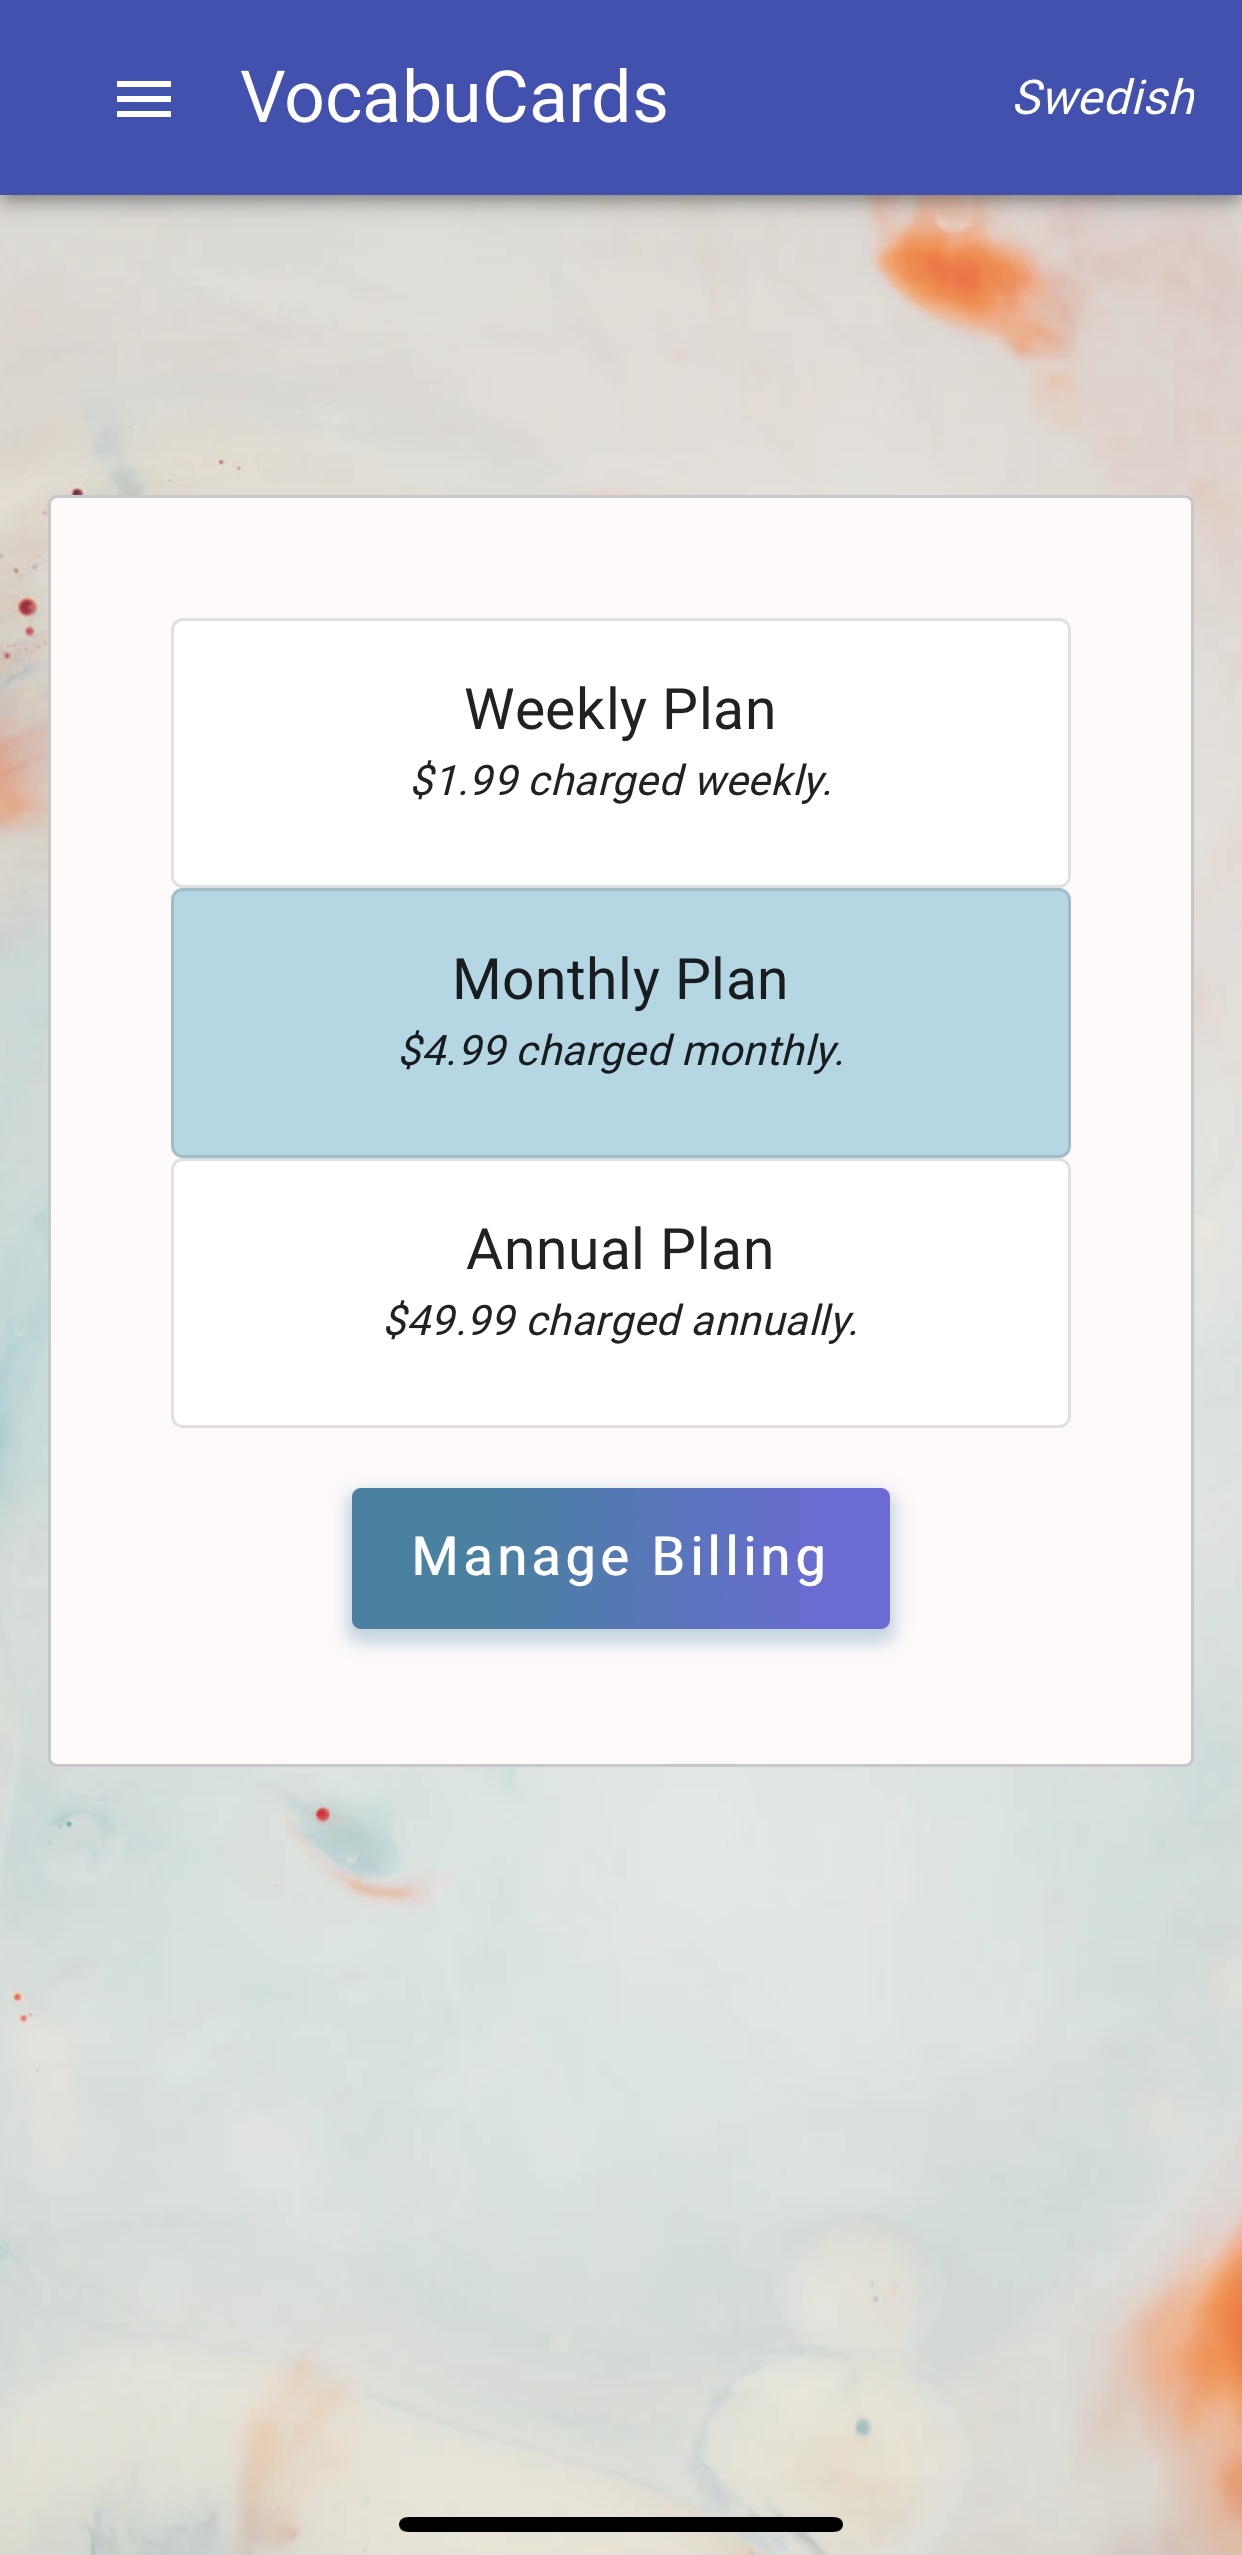 VocabuCards
Swedish
Weekly Plan
$1.99 charged weekly.
Monthly Plan
$4.99 charged monthly.
Annual Plan
$49.99 charged annually.
Manage Billing